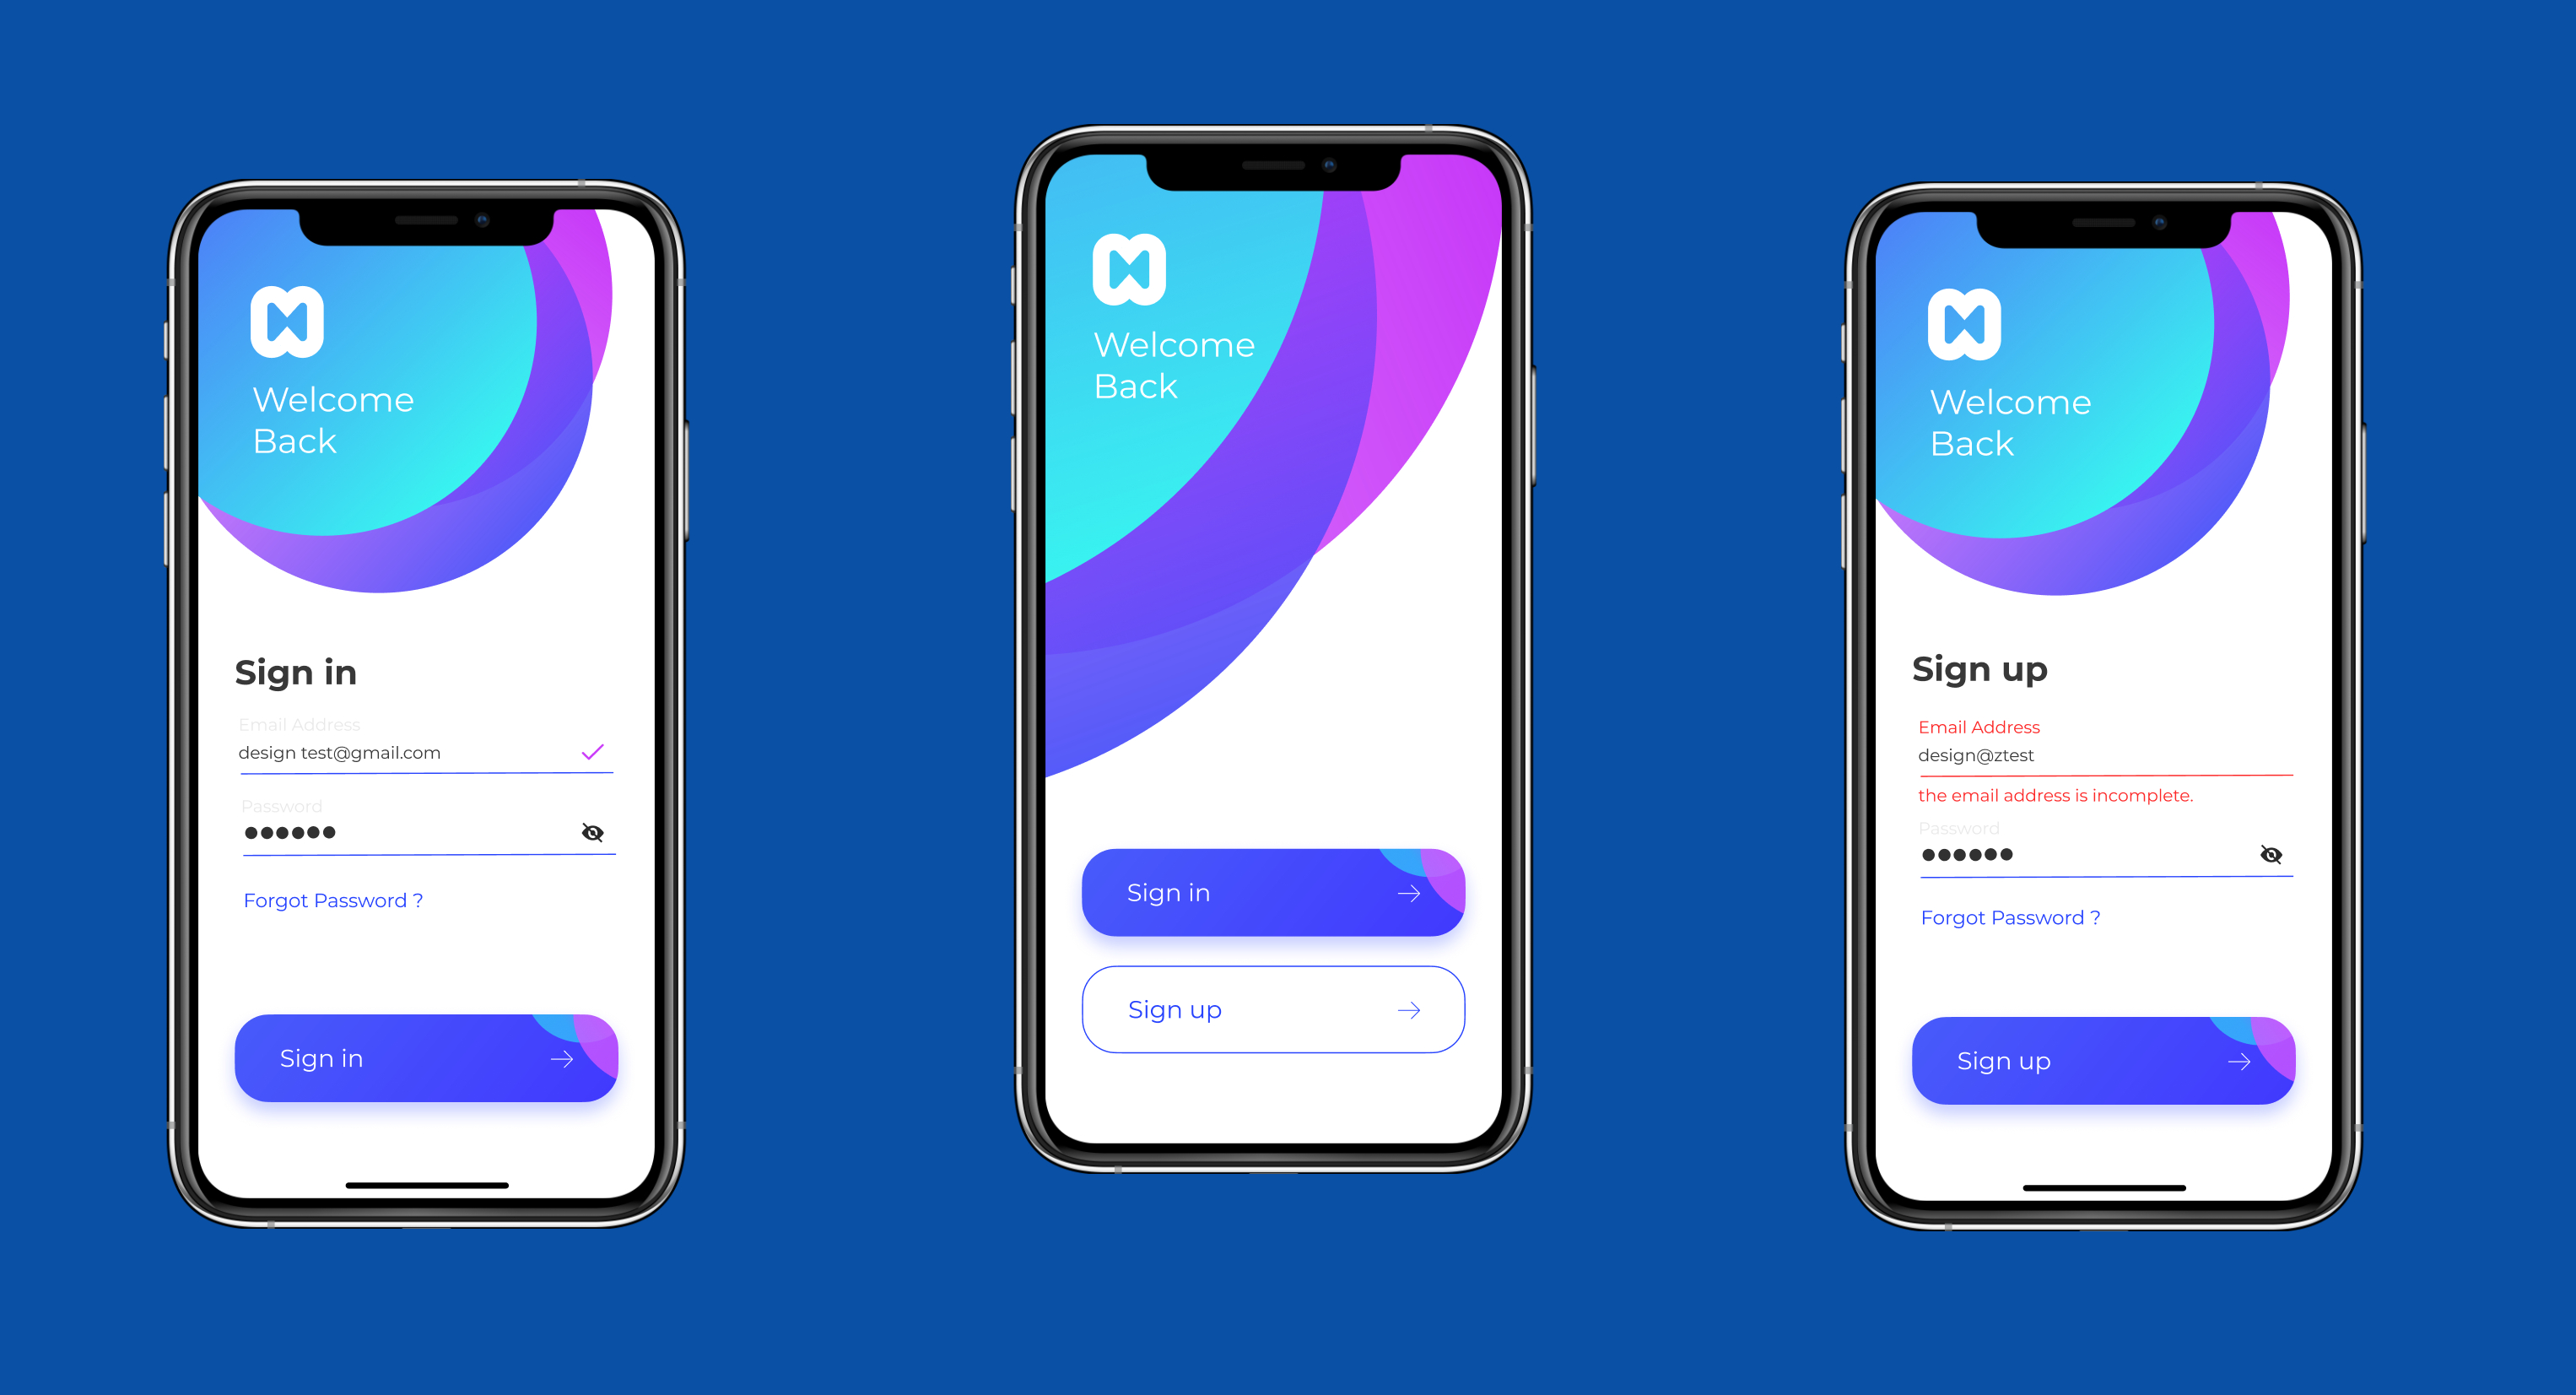 Welcome
Back
Sign in
Email Address
design test@gmail.com
Password
Forgot Password ?
Sign in
Welcome
Back
Sign in
Sign up
Welcome
Back
Sign up
Email Address
design@ztest
the email address is incomplete.
Password
Forgot Password ?
Sign up